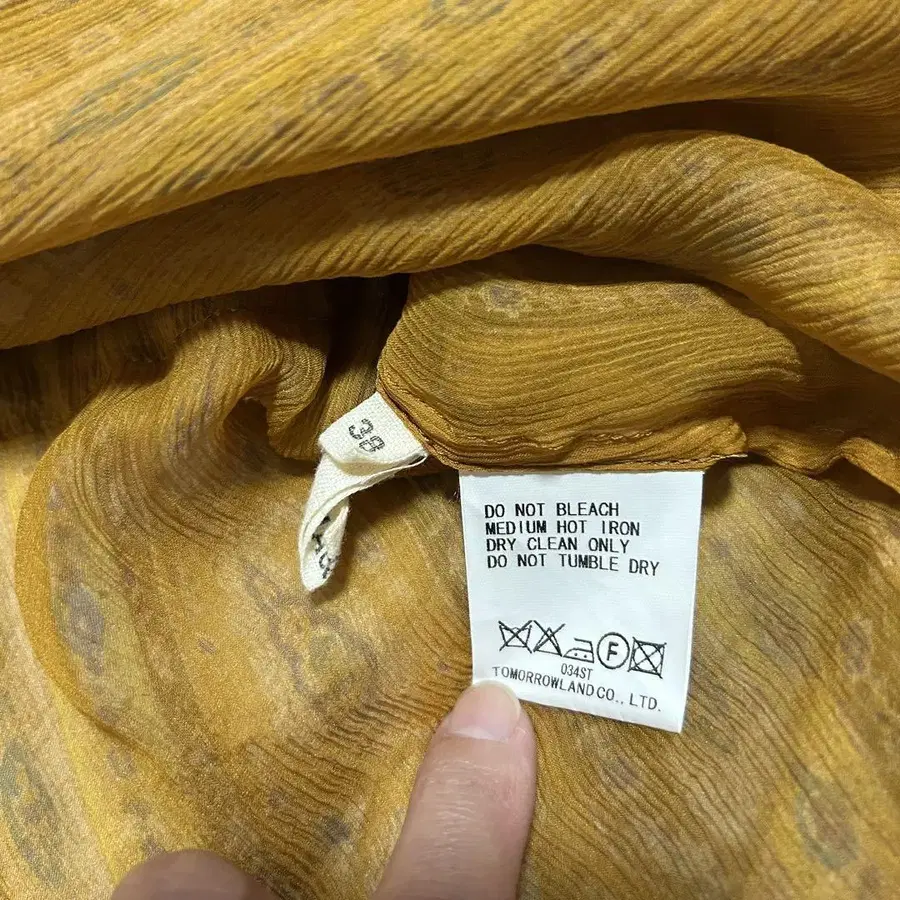 38
DO NOT BLEACH
MEDIUM HOT IRON
DRY CLEAN ONLY
DO NOT TUMBLE DRY
F
034ST
TOMORROWLAND CO., LTD.